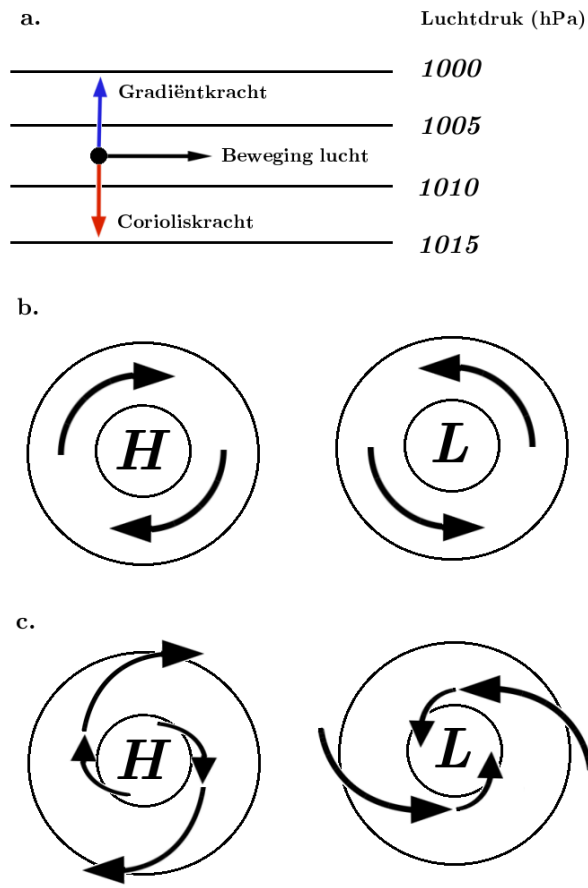 a.
Luchtdruk (hPa)
1000
Gradiëntkracht
1005
Beweging lucht
1010
Corioliskracht
1015
b.
H
L
c.
H
L